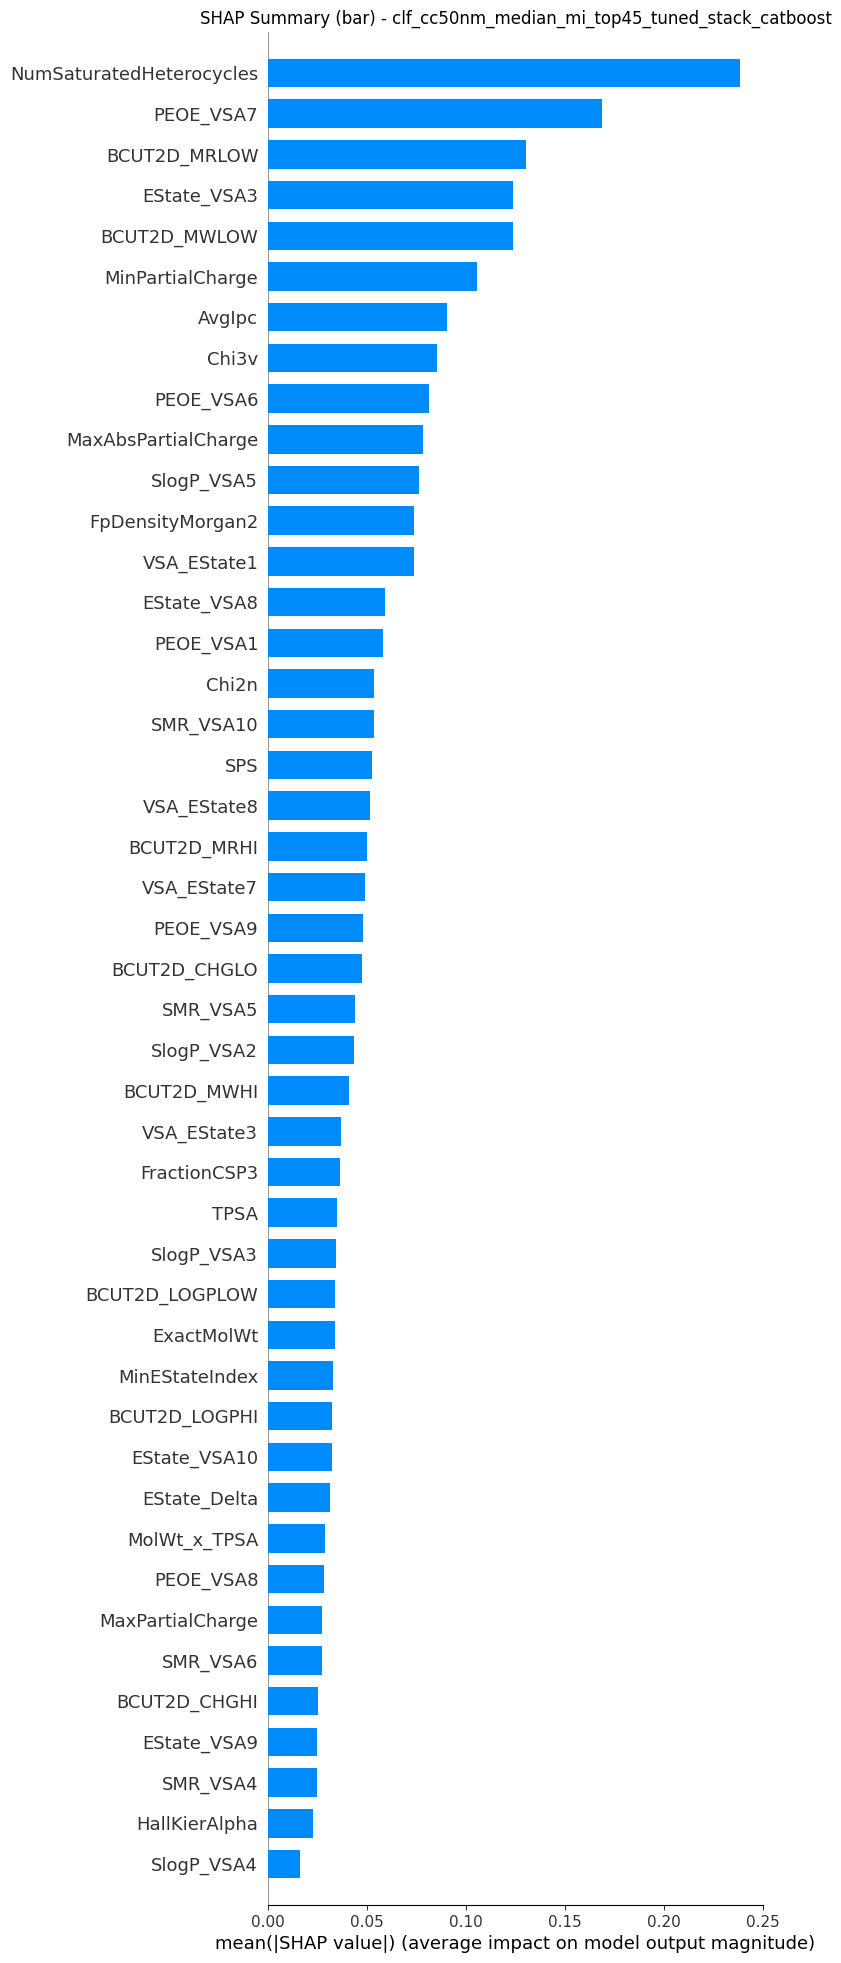 SHAP Summary (bar) - clf_cc50nm_median_mi_top45_tuned_stack_catboost
NumSaturatedHeterocycles
PEOE_VSA7
BCUT2D_MRLOW
EState_VSA3
BCUT2D_MWLOW
MinPartialCharge
AvgIpc
Chi3v
PEOE_VSA6
MaxAbsPartialCharge
SlogP_VSA5
FpDensityMorgan2
VSA_EState1
EState_VSA8
PEOE_VSA1
Chi2n
SMR_VSA10
SPS
VSA_EState8
BCUT2D_MRHI
VSA_EState7
PEOE_VSA9
BCUT2D_CHGLO
SMR_VSA5
SlogP_VSA2
BCUT2D_MWHI
VSA_EState3
FractionCSP3
TPSA
SlogP_VSA3
BCUT2D_LOGPLOW
ExactMolWt
MinEStateIndex
BCUT2D_LOGPHI
EState_VSA10
EState_Delta
MolWt_x_TPSA
PEOE_VSA8
MaxPartialCharge
SMR_VSA6
BCUT2D_CHGHI
EState_VSA9
SMR_VSA4
HallKierAlpha
SlogP_VSA4
0.00 0.05 0.10 0.15 0.20 0.25
mean(|SHAP value|) (average impact on model output magnitude)